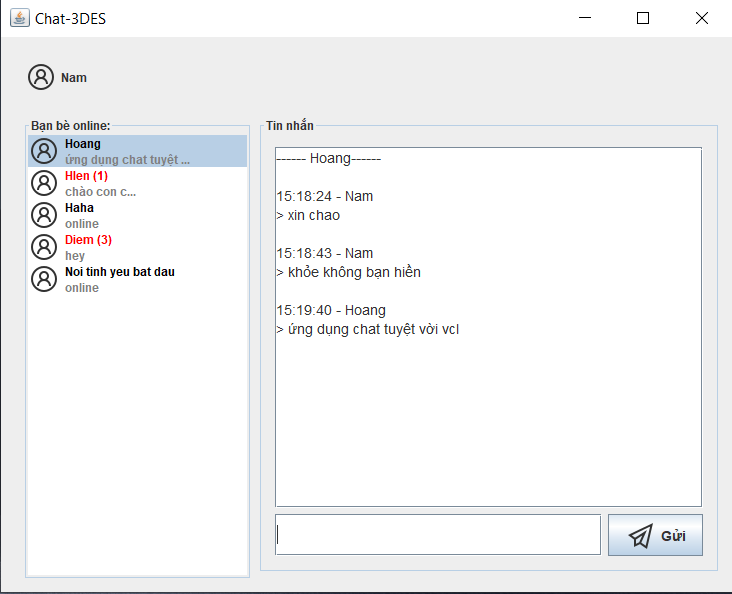 Chat-3DES
Nam
Bạn bè online:
Hoang
ứng dụng chat tuyệt ...
HIen (1)
chào con c...
Haha
online
Diem (3)
hey
Noi tinh yeu bat dau
online
Tin nhắn
------ Hoang------
15:18:24 - Nam
> xin chao
15:18:43 - Nam
> khỏe không bạn hiền
15:19:40 - Hoang
> ứng dụng chat tuyệt vời vcl
Gửi